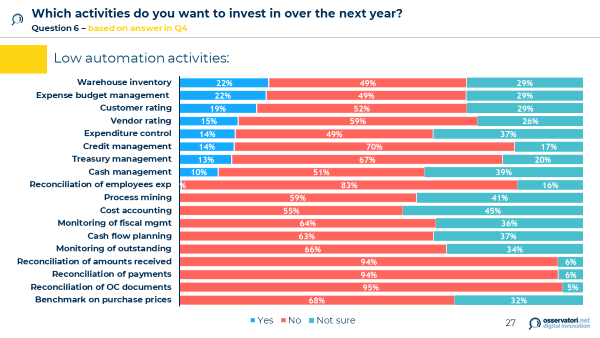 Which activities do you want to invest in over the next year?
Question 6 – based on answer in Q4
Low automation activities:
Warehouse inventory 22% 49% 29%
Expense budget management 22% 49% 29%
Customer rating 19% 52% 29%
Vendor rating 15% 59% 26%
Expenditure control 14% 49% 37%
Credit management 14% 70% 17%
Treasury management 13% 67% 20%
Cash management 10% 51% 39%
Reconciliation of employees exp % 83% 16%
Process mining 59% 41%
Cost accounting 55% 45%
Monitoring of fiscal mgmt 64% 36%
Cash flow planning 63% 37%
Monitoring of outstanding 66% 34%
Reconciliation of amounts received 94% 6%
Reconciliation of payments 94% 6%
Reconciliation of OC documents 95% 5%
Benchmark on purchase prices 68% 32%
Yes No Not sure
27
osservatori.net
digital innovation